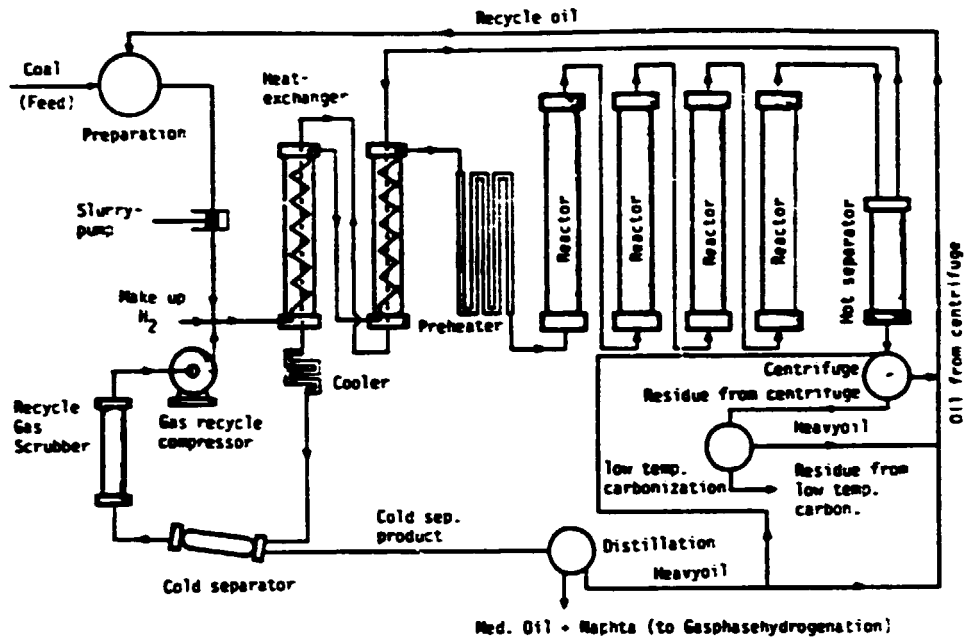 Recycle oil
Coal
(Feed)
Preparation
Heat-
exchanger
Slurry-
pump
Make up
H2
Preheater
Reactor
Reactor
Reactor
Reactor
Hot separator
Oil from centrifuge
Cooler
Centrifuge
Residue from centrifuge
Heavyoil
Recycle
Gas
Scrubber
Gas recycle
compressor
low temp.
carbonization
Residue from
low temp.
carbon.
Cold sep.
product
Distillation
Heavyoil
Cold separator
Med. Oil + Naphta (to Gasphasehydrogenation)